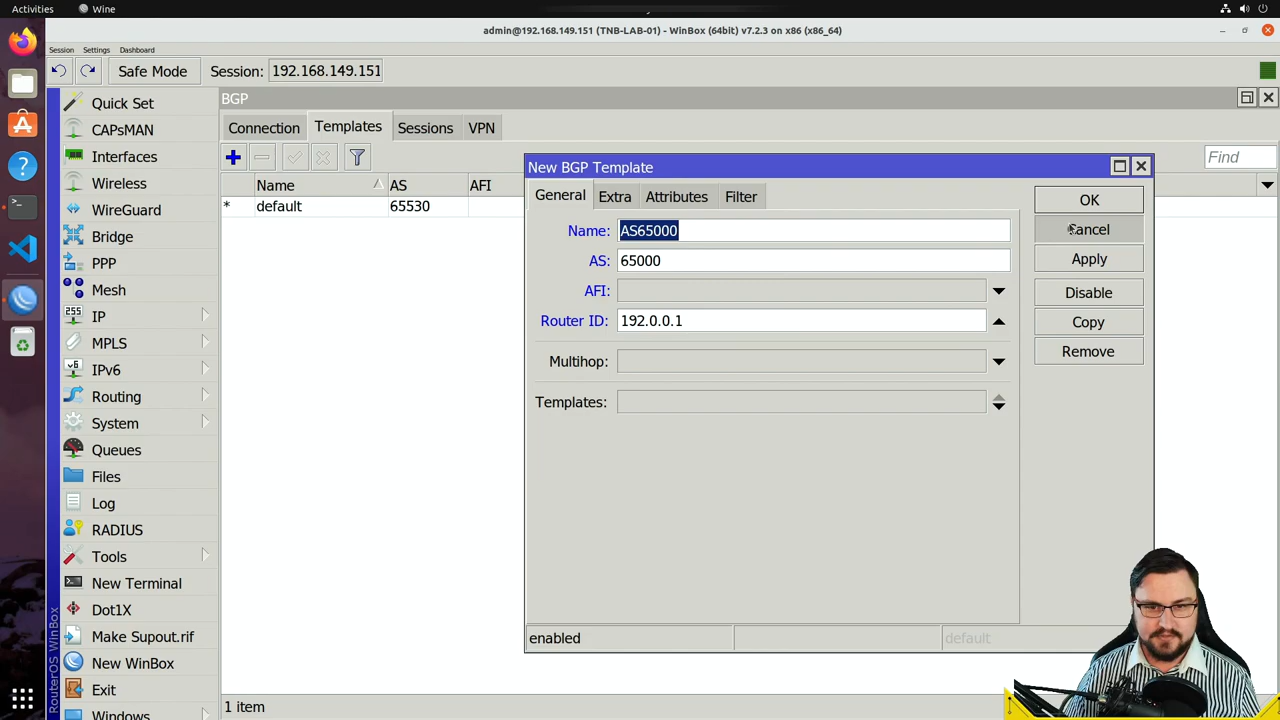 Activities
Wine
admin@192.168.149.151 (TNB-LAB-01) - WinBox (64bit) v7.2.3 on x86 (x86_64)
Session Settings Dashboard
Safe Mode Session: 192.168.149.151
Quick Set
CAPsMAN
Interfaces
Wireless
WireGuard
Bridge
PPP
Mesh
255 IP
MPLS
v6 IPv6
Routing
System
Queues
Files
Log
RADIUS
Tools
New Terminal
Dot1X
Make Supout.rif
New WinBox
Exit
Windows
RouterOS WinBox
BGP
Connection Templates Sessions VPN
Find
Name AS AFI
* default 65530
1 item
New BGP Template
General Extra Attributes Filter
Name: AS65000
AS: 65000
AFI:
Router ID: 192.0.0.1
Multihop:
Templates:
OK
Cancel
Apply
Disable
Copy
Remove
enabled
default